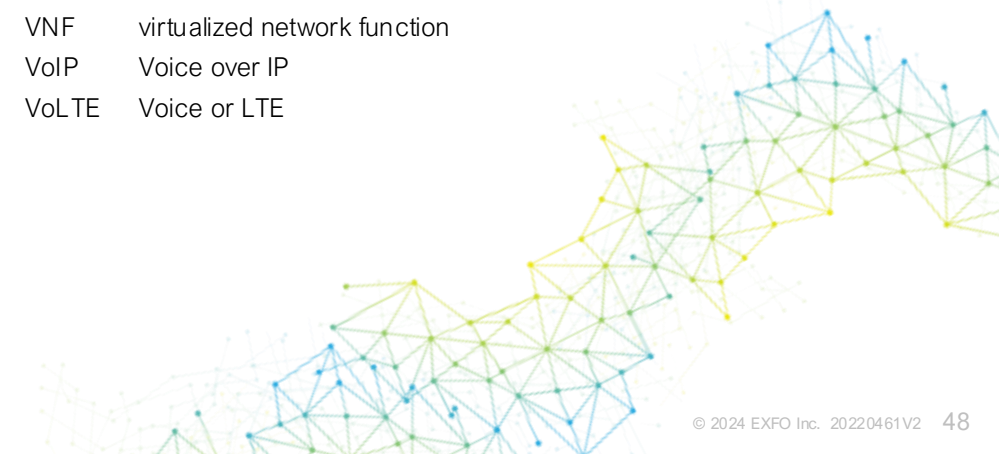 VNF virtualized network function
VoIP Voice over IP
VoLTE Voice or LTE
© 2024 EXFO Inc. 20220461V2 48